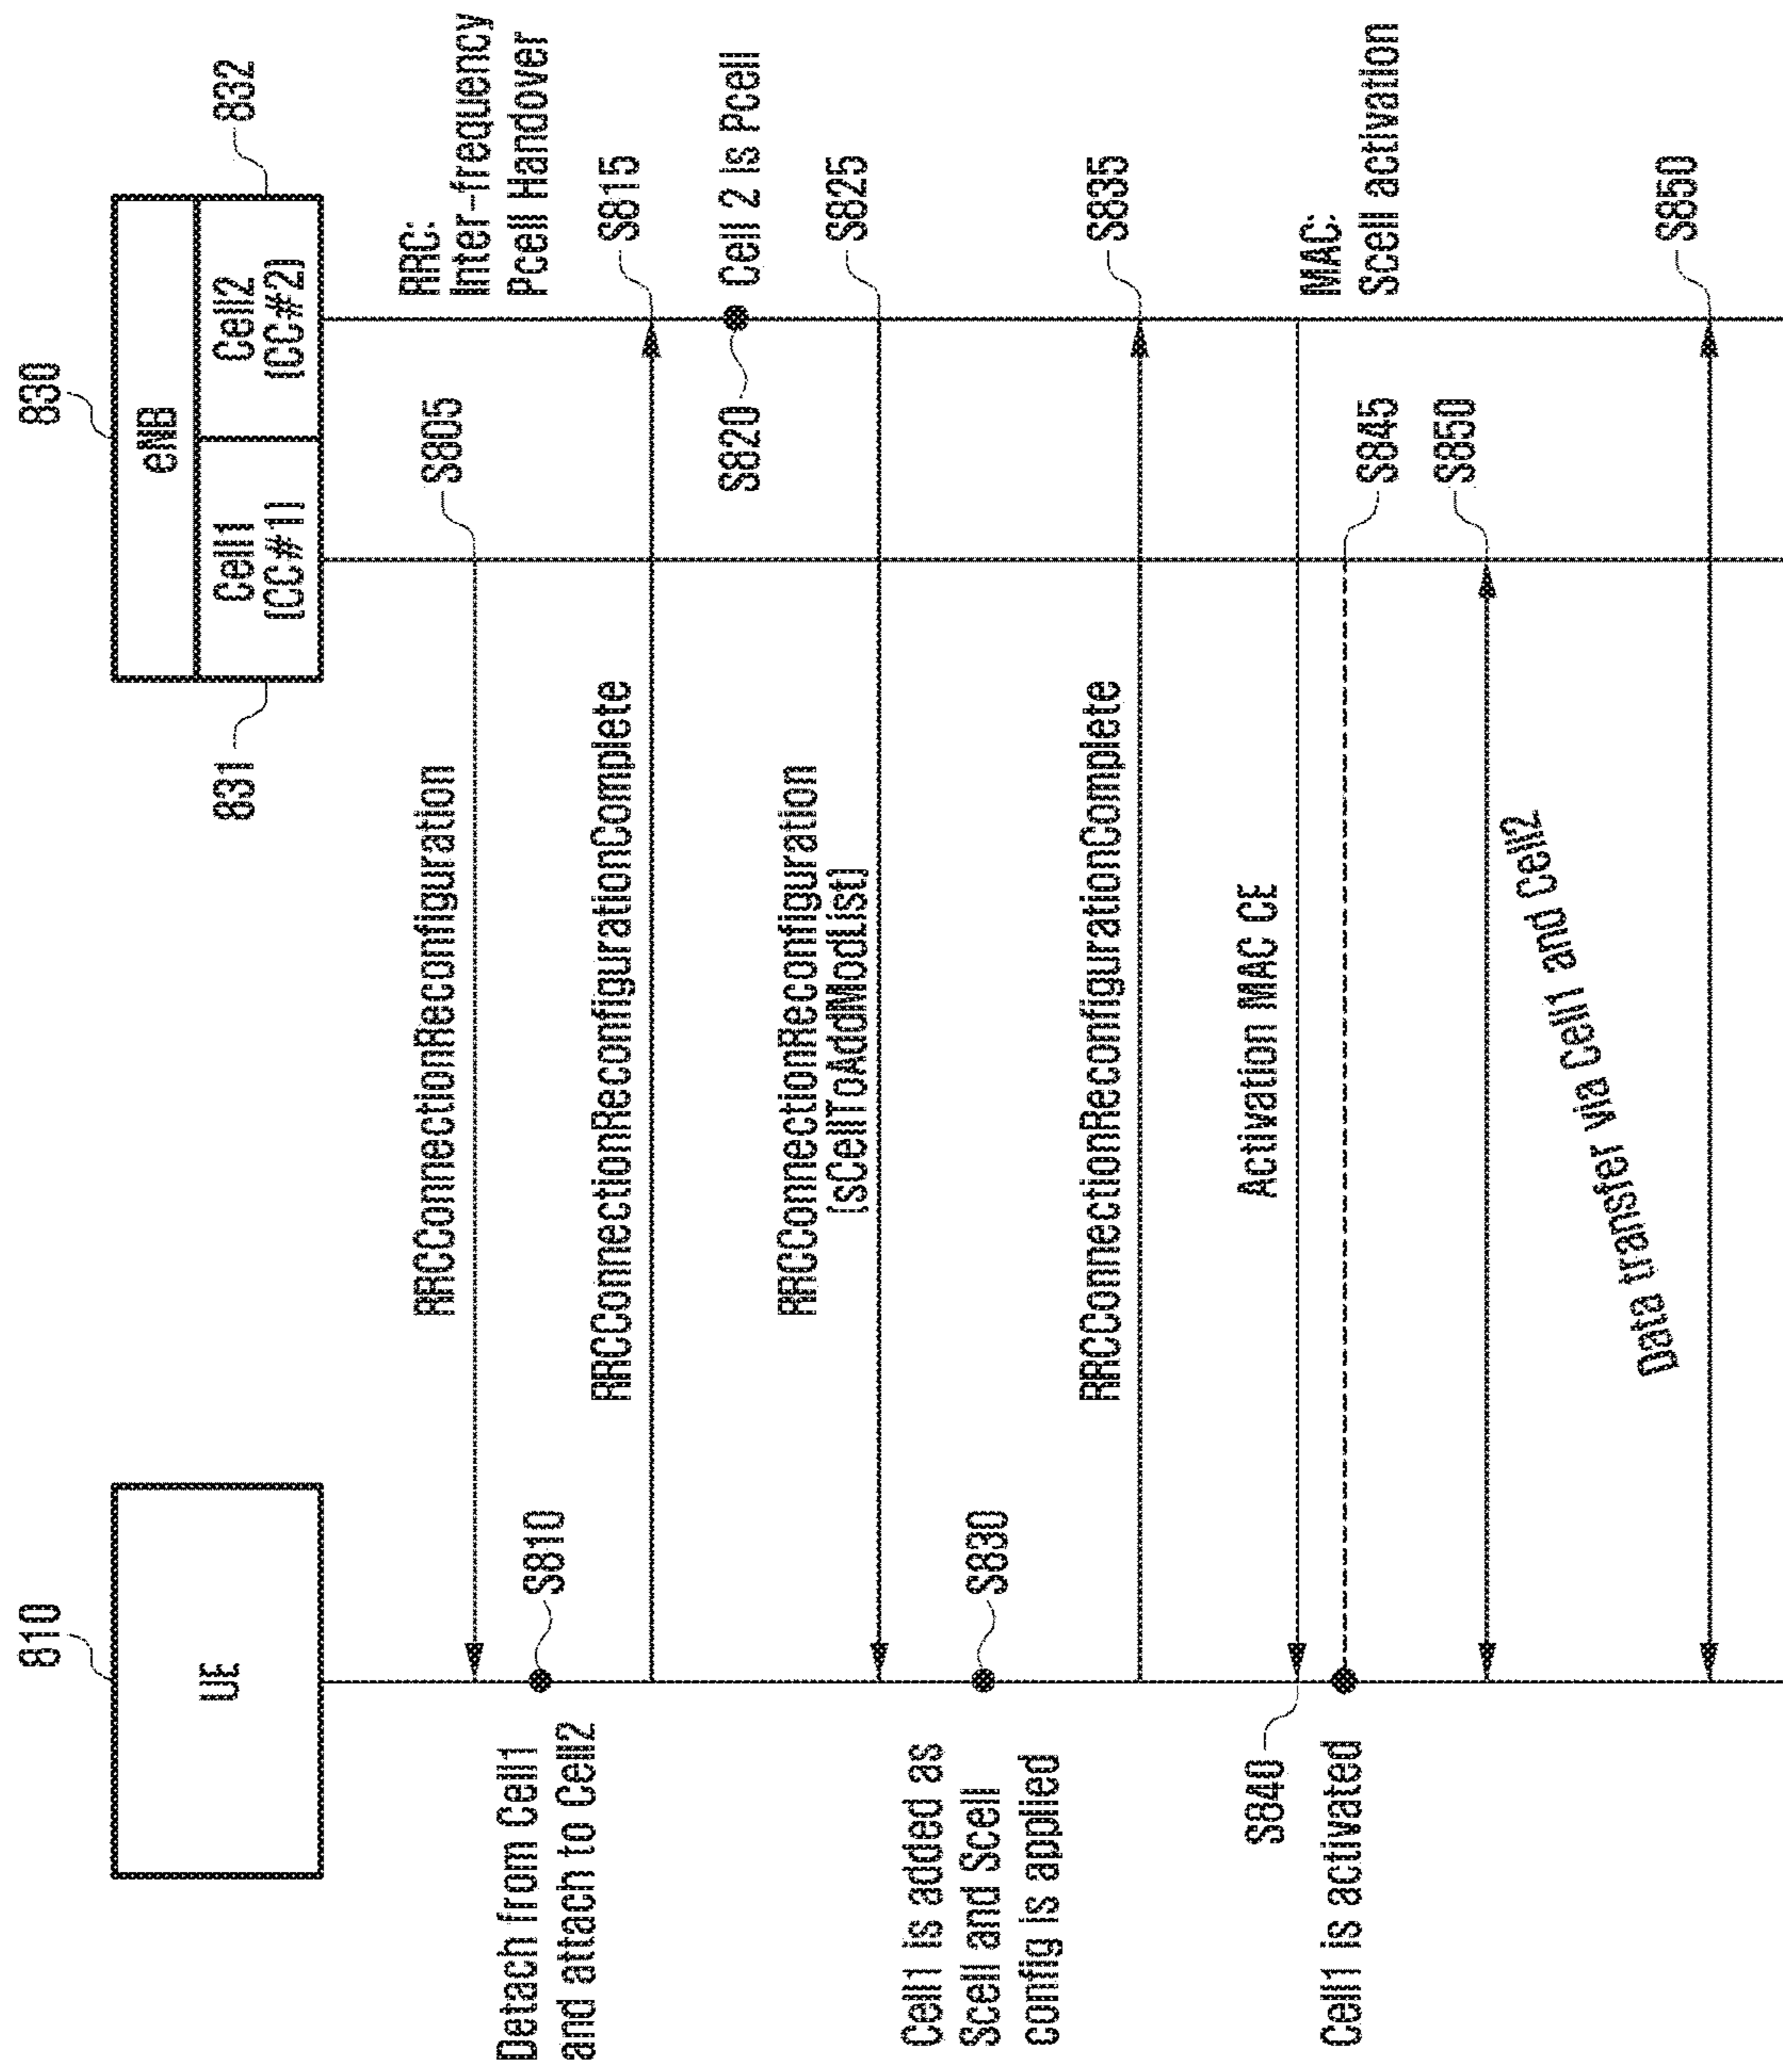 810
UE
830
eNB
Cell1
(CC#1)
Cell2
(CC#2)
831
832
RRC:
Inter-frequency
Pcell Handover
RRCConnectionReconfiguration
S805
Detach from Cell1
and attach to Cell2
S810
RRCConnectionReconfigurationComplete
S815
S820
Cell 2 is Pcell
RRCConnectionReconfiguration
(sCellToAddModList)
S825
Cell1 is added as
Scell and Scell
config is applied
S830
RRCConnectionReconfigurationComplete
S835
S840
Activation MAC CE
MAC:
Scell activation
Cell1 is activated
S845
S850
Data transfer via Cell1 and Cell2
S850